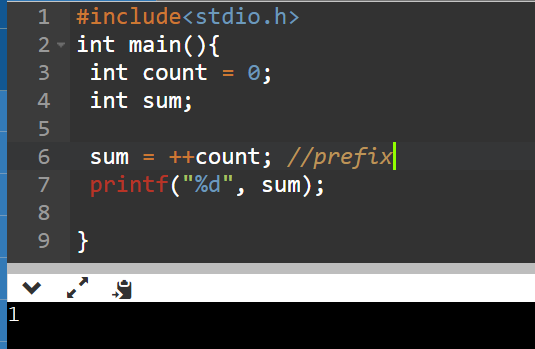 1 #include<stdio.h>
2 int main(){
3 int count = 0;
4 int sum;
5
6 sum = ++count; //prefix
7 printf("%d", sum);
8
9 }
1